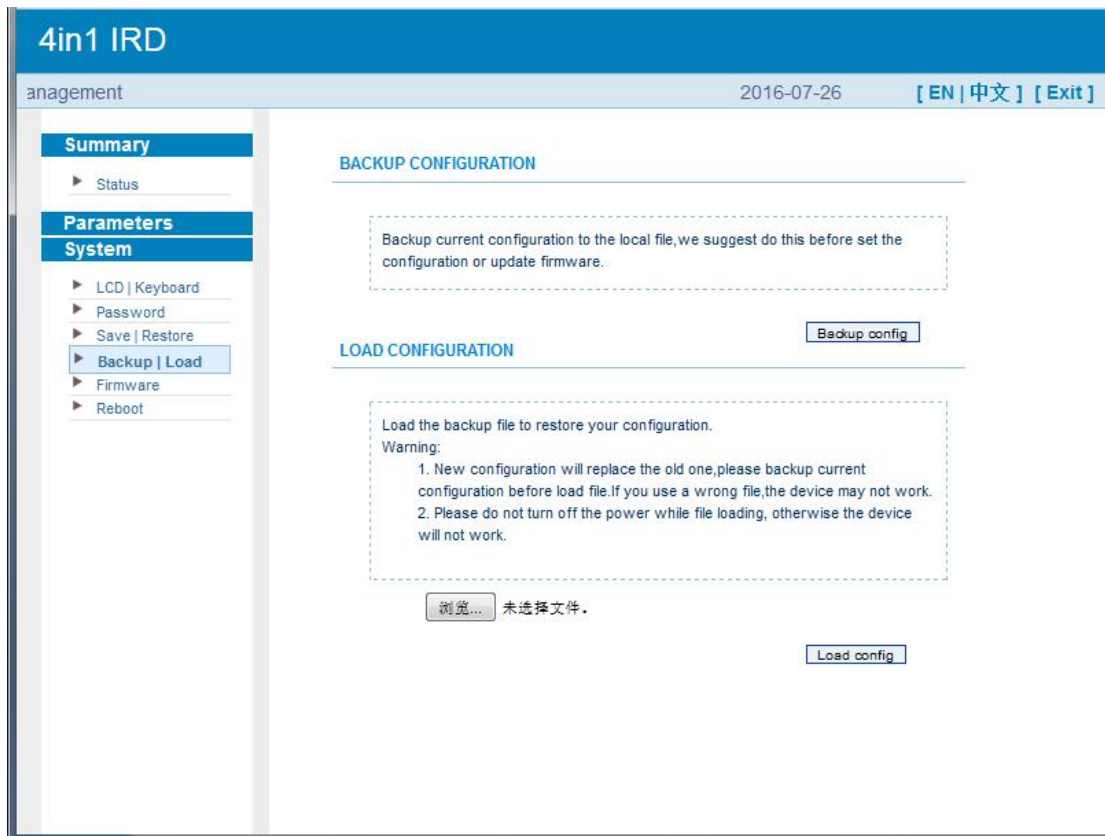 4in1 IRD
anagement 2016-07-26 [ EN | 中文 ] [ Exit ]
Summary
Status
Parameters
System
LCD | Keyboard
Password
Save | Restore
Backup | Load
Firmware
Reboot
BACKUP CONFIGURATION
Backup current configuration to the local file,we suggest do this before set the
configuration or update firmware.
Backup config
LOAD CONFIGURATION
Load the backup file to restore your configuration.
Warning:
1. New configuration will replace the old one,please backup current
configuration before load file.If you use a wrong file,the device may not work.
2. Please do not turn off the power while file loading, otherwise the device
will not work.
浏览... 未选择文件.
Load config